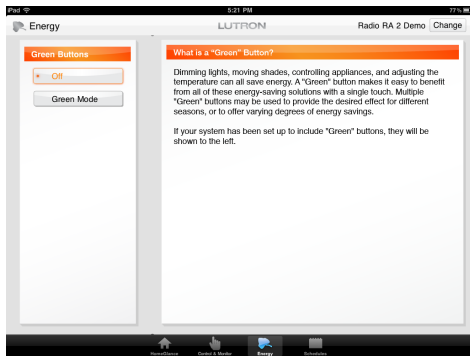 iPad 5:21 PM 77%
Energy LUTRON Radio RA 2 Demo Change
Green Buttons
Off
Green Mode
What is a "Green" Button?
Dimming lights, moving shades, controlling appliances, and adjusting the
temperature can all save energy. A "Green" button makes it easy to benefit
from all of these energy-saving solutions with a single touch. Multiple
"Green" buttons may be used to provide the desired effect for different
seasons, or to offer varying degrees of energy savings.
If your system has been set up to include "Green" buttons, they will be
shown to the left.
HomeGlance Control & Monitor Energy Schedules